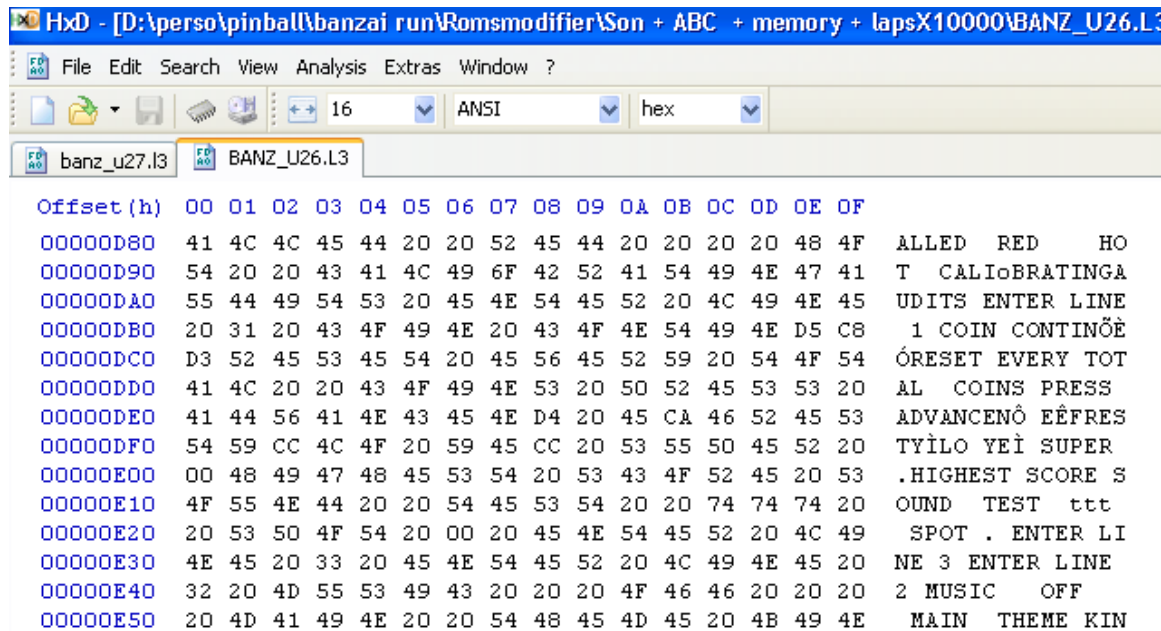 HxD - [D:\perso\pinball\banzai run\Romsmodifier\Son + ABC + memory + lapsX10000\BANZ_U26.L3
File Edit Search View Analysis Extras Window ?
16 ANSI hex
banz_u27.l3 BANZ_U26.L3
Offset(h) 00 01 02 03 04 05 06 07 08 09 0A 0B 0C 0D 0E 0F
00000D80 41 4C 4C 45 44 20 20 52 45 44 20 20 20 20 48 4F ALLED  RED    HO
00000D90 54 20 20 43 41 4C 49 6F 42 52 41 54 49 4E 47 41 T  CALIoBRATINGA
00000DA0 55 44 49 54 53 20 45 4E 54 45 52 20 4C 49 4E 45 UDITS ENTER LINE
00000DB0 20 31 20 43 4F 49 4E 20 43 4F 4E 54 49 4E D5 C8  1 COIN CONTINÕÈ
00000DC0 D3 52 45 53 45 54 20 45 56 45 52 59 20 54 4F 54 ÓRESET EVERY TOT
00000DD0 41 4C 20 20 43 4F 49 4E 53 20 50 52 45 53 53 20 AL  COINS PRESS
00000DE0 41 44 56 41 4E 43 45 4E D4 20 45 CA 46 52 45 53 ADVANCENÔ EÊFRES
00000DF0 54 59 CC 4C 4F 20 59 45 CC 20 53 55 50 45 52 20 TYÌLO YEÌ SUPER
00000E00 00 48 49 47 48 45 53 54 20 53 43 4F 52 45 20 53 .HIGHEST SCORE S
00000E10 4F 55 4E 44 20 20 54 45 53 54 20 20 74 74 74 20 OUND  TEST  ttt
00000E20 20 53 50 4F 54 20 00 20 45 4E 54 45 52 20 4C 49  SPOT . ENTER LI
00000E30 4E 45 20 33 20 45 4E 54 45 52 20 4C 49 4E 45 20 NE 3 ENTER LINE
00000E40 32 20 4D 55 53 49 43 20 20 20 4F 46 46 20 20 20 2 MUSIC   OFF
00000E50 20 4D 41 49 4E 20 20 54 48 45 4D 45 20 4B 49 4E  MAIN  THEME KIN